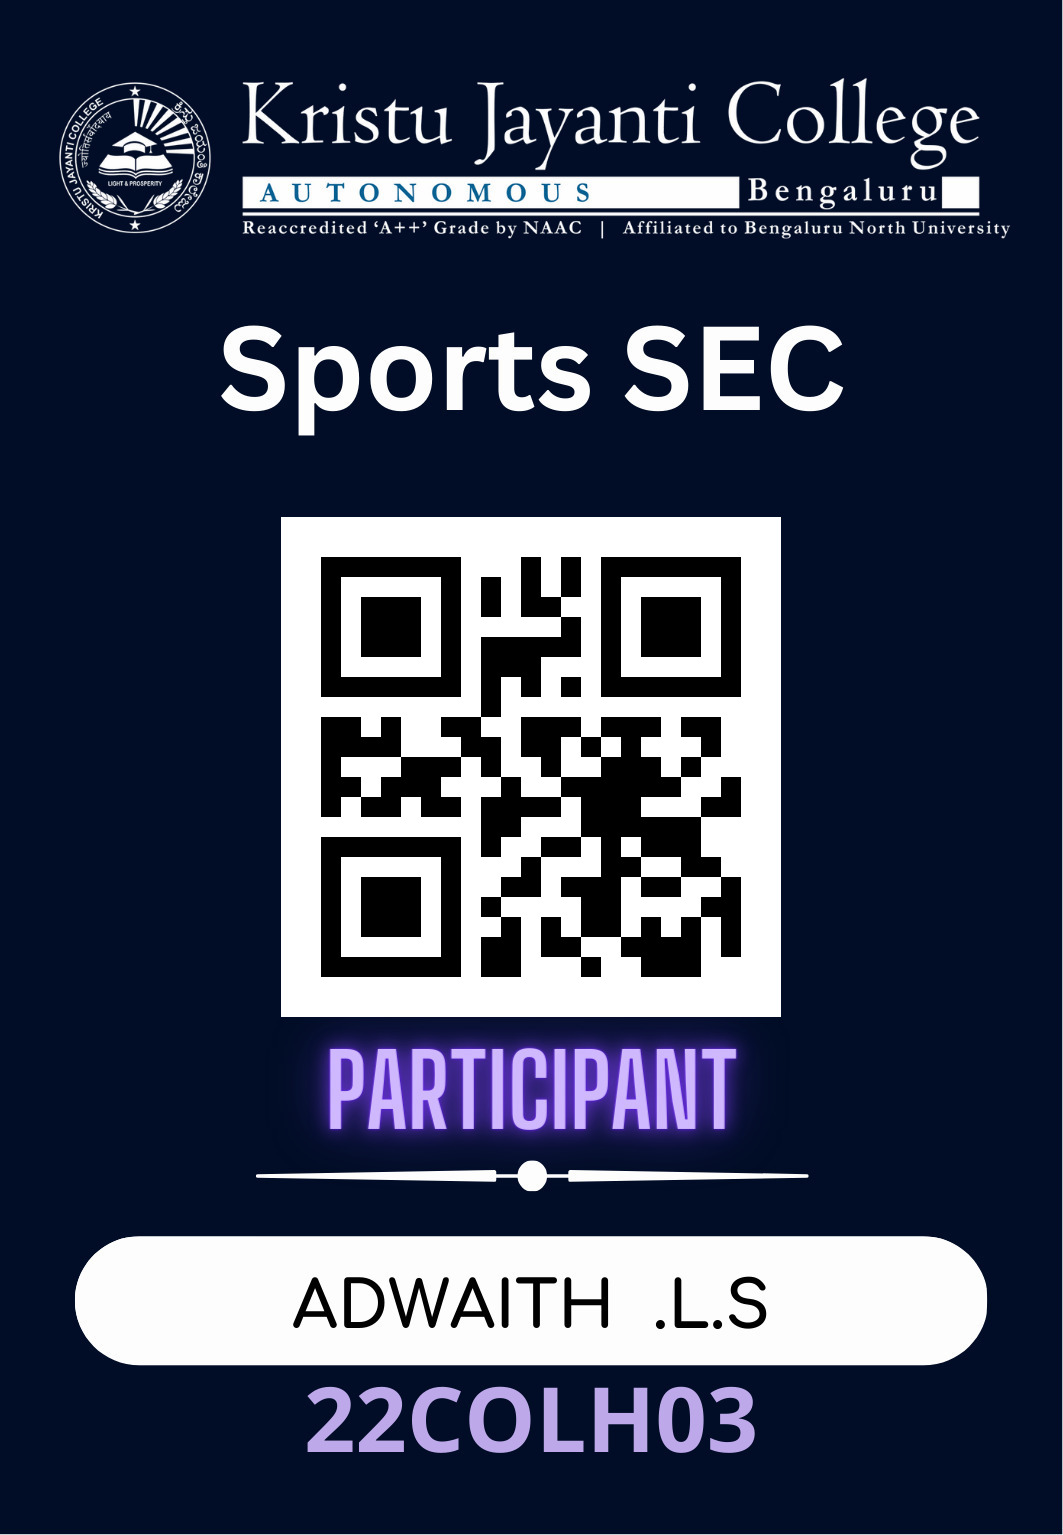 KRISTU JAYANTI COLLEGE
ज्योतिसंवादयाय
LIGHT & PROSPERITY
Kristu Jayanti College
AUTONOMOUS Bengaluru
Reaccredited ‘A++’ Grade by NAAC | Affiliated to Bengaluru North University
Sports SEC
PARTICIPANT
ADWAITH .L.S
22COLH03